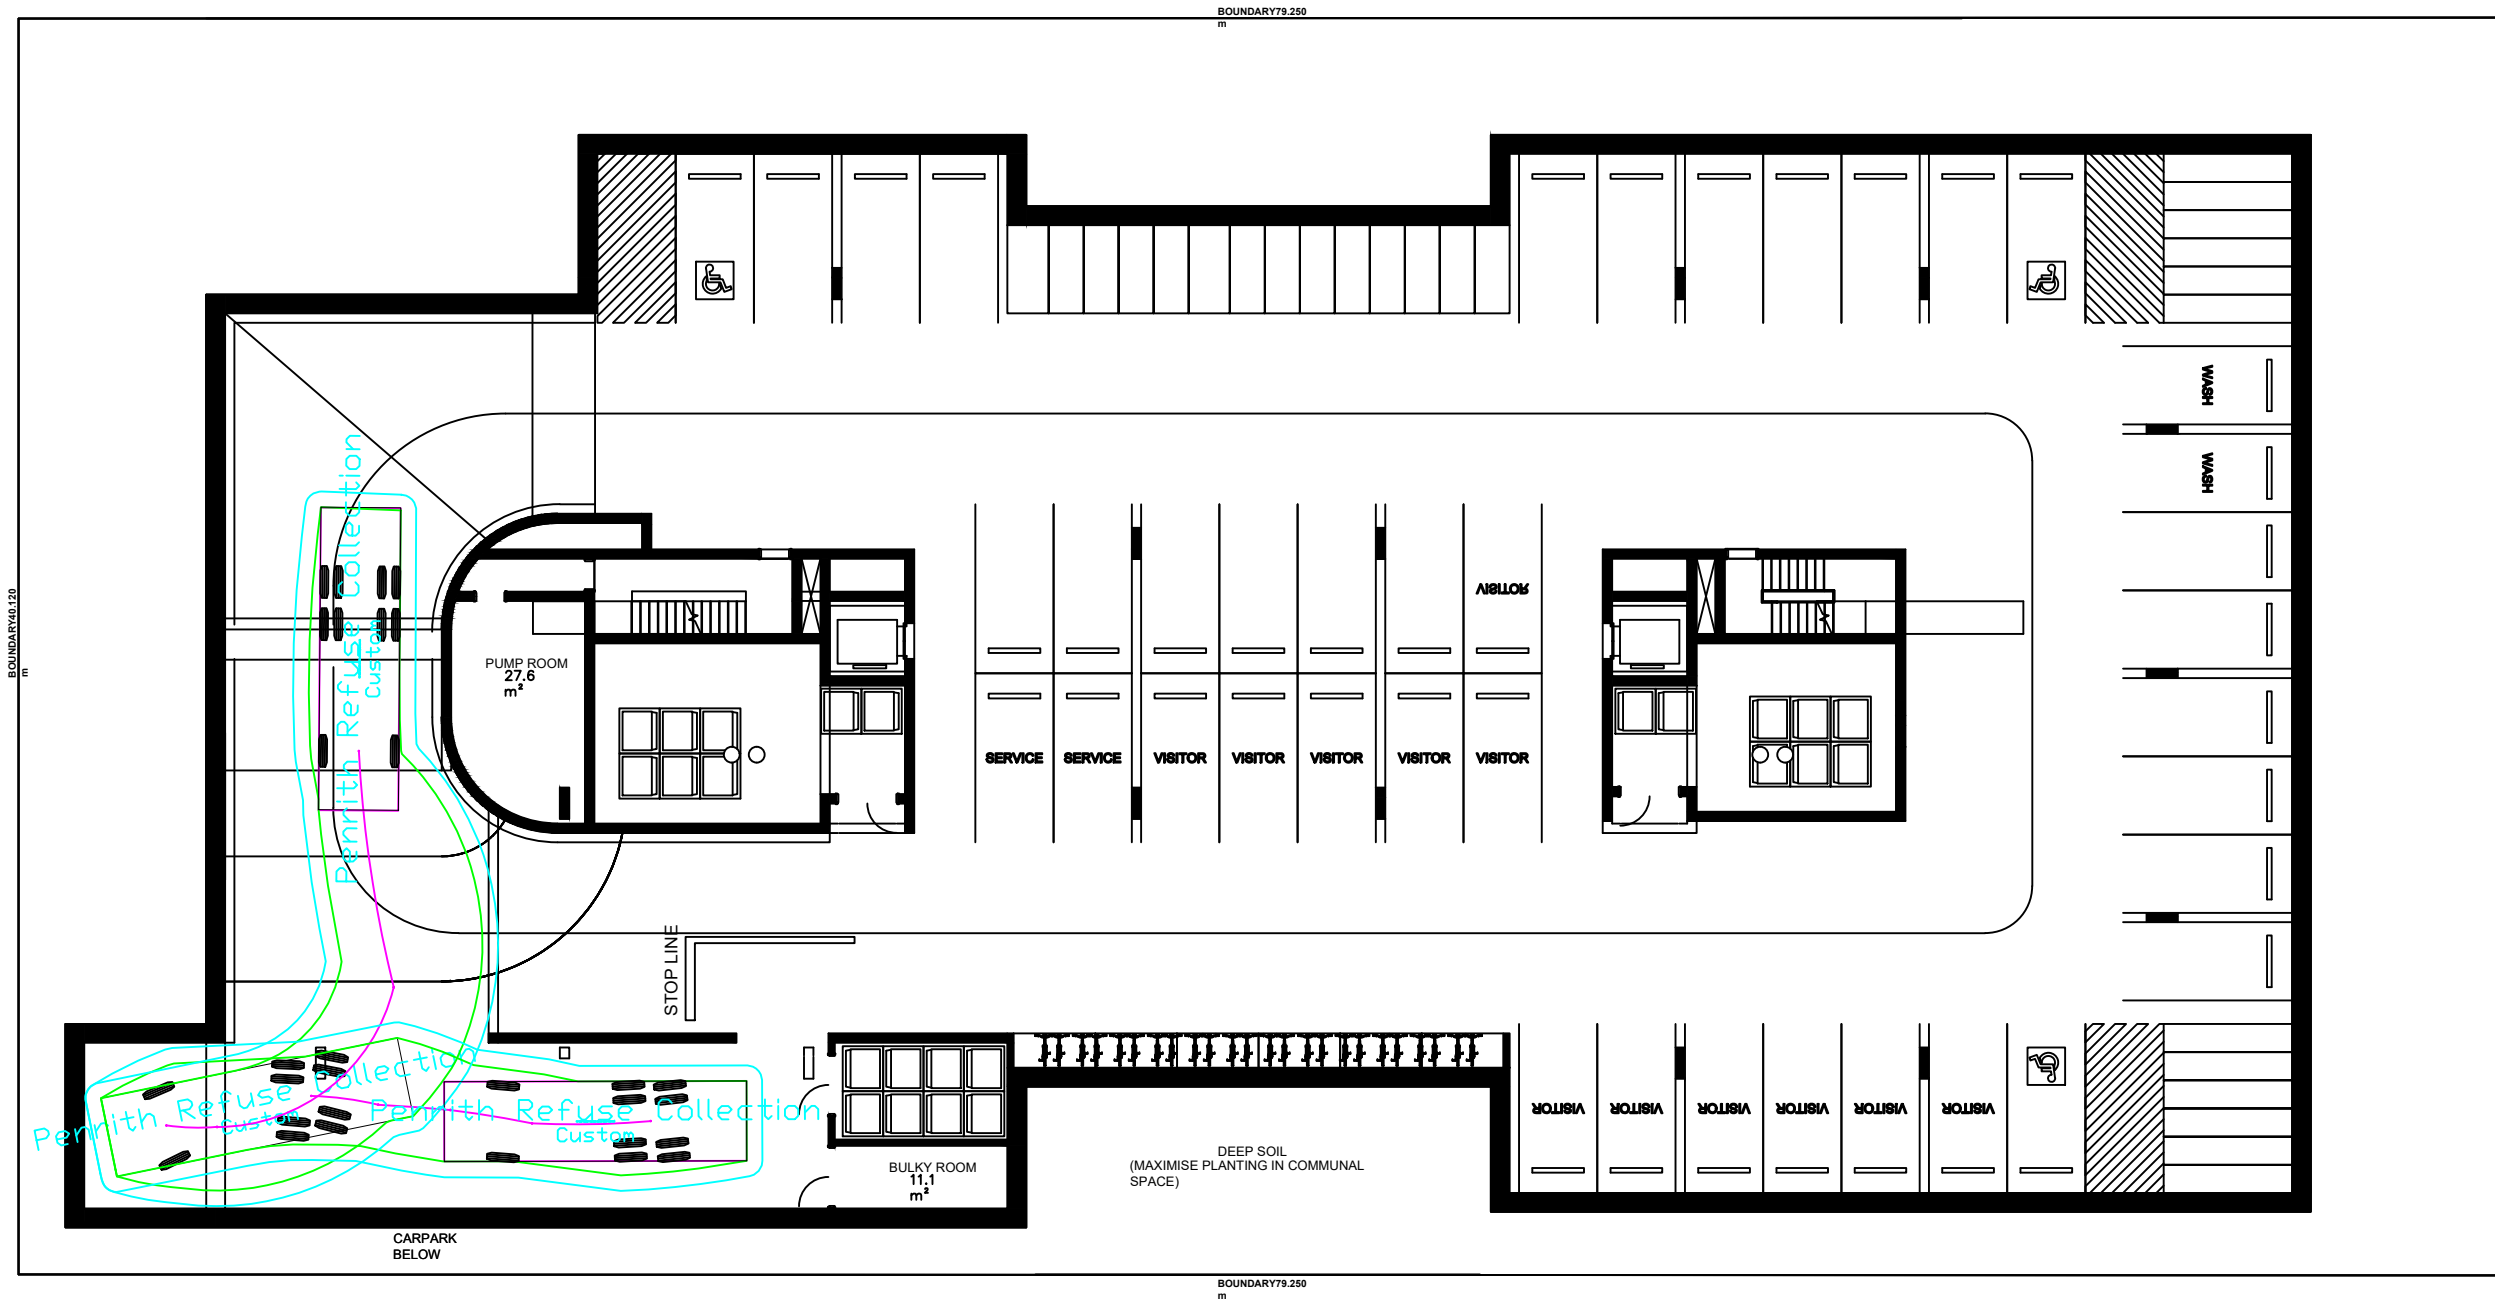 BOUNDARY79.250
m
BOUNDARY40.120
m
WASH
WASH
Penrith Refuse Collection
Custom
PUMP ROOM
27.6
m²
VISITOR
SERVICE
SERVICE
VISITOR
VISITOR
VISITOR
VISITOR
VISITOR
STOP LINE
Penrith Refuse Collection
Custom
Penrith Refuse Collection
Custom
VISITOR
VISITOR
VISITOR
VISITOR
VISITOR
VISITOR
BULKY ROOM
11.1
m²
DEEP SOIL
(MAXIMISE PLANTING IN COMMUNAL
SPACE)
CARPARK
BELOW
BOUNDARY79.250
m